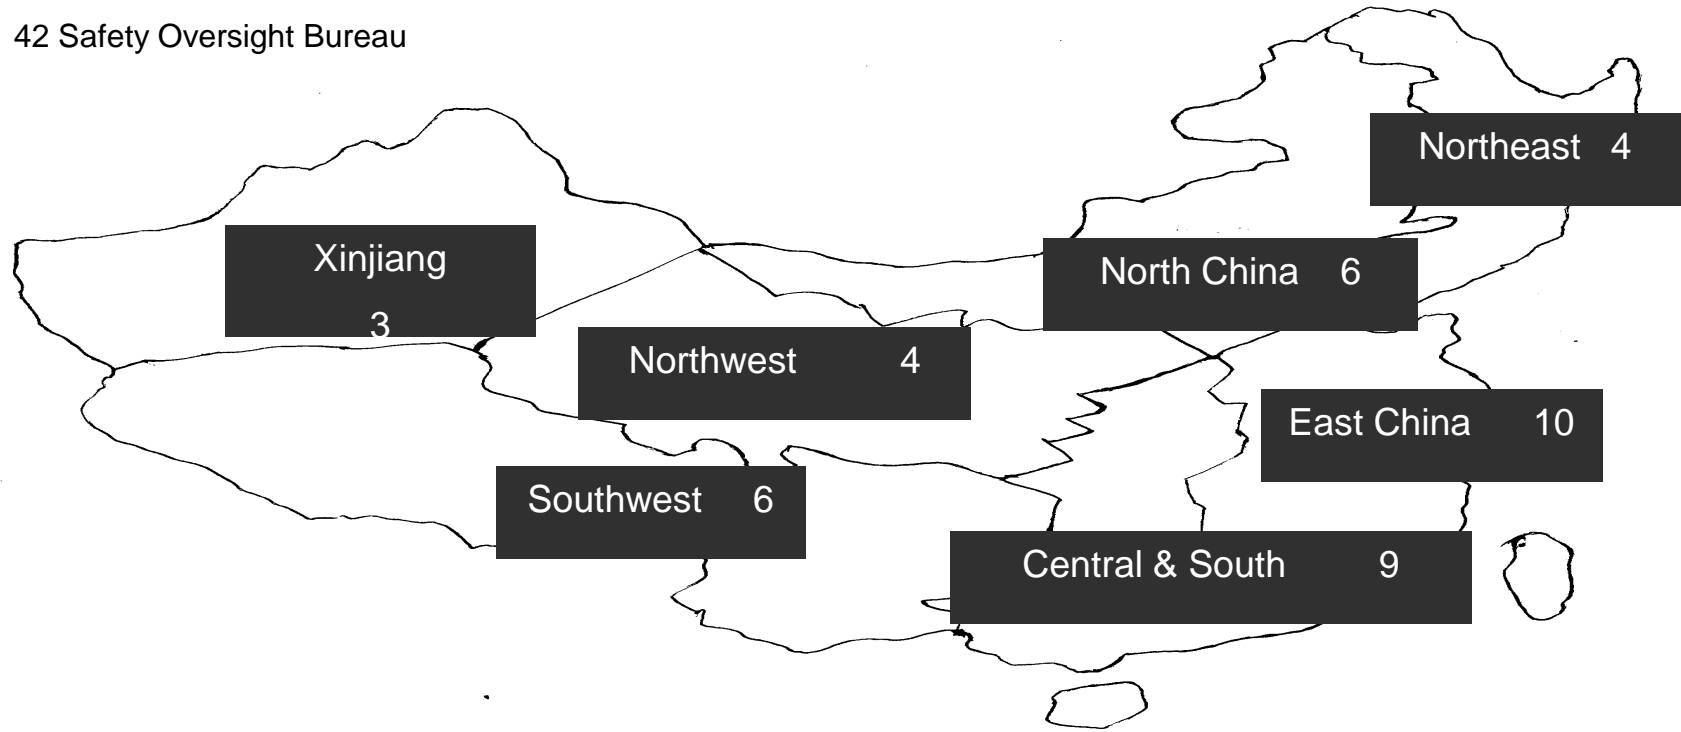 42 Safety Oversight Bureau
Northeast 4
Xinjiang
3
North China 6
Northwest 4
East China 10
Southwest 6
Central & South 9